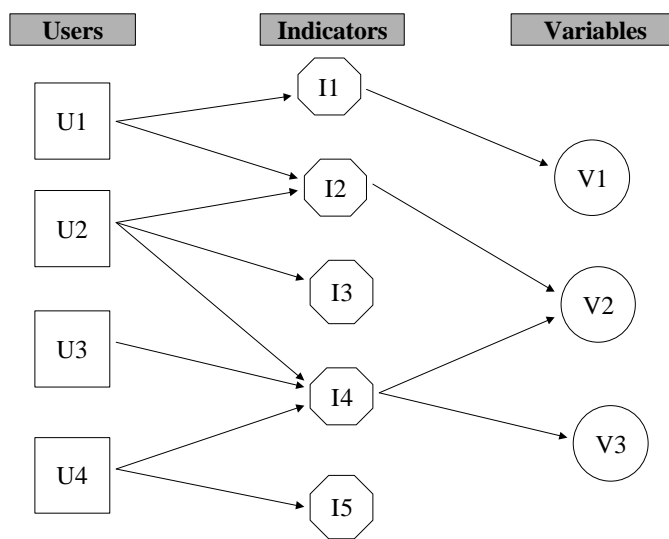 Users Indicators Variables
I1
U1
V1
I2
U2
I3
V2
U3
I4
V3
U4
I5